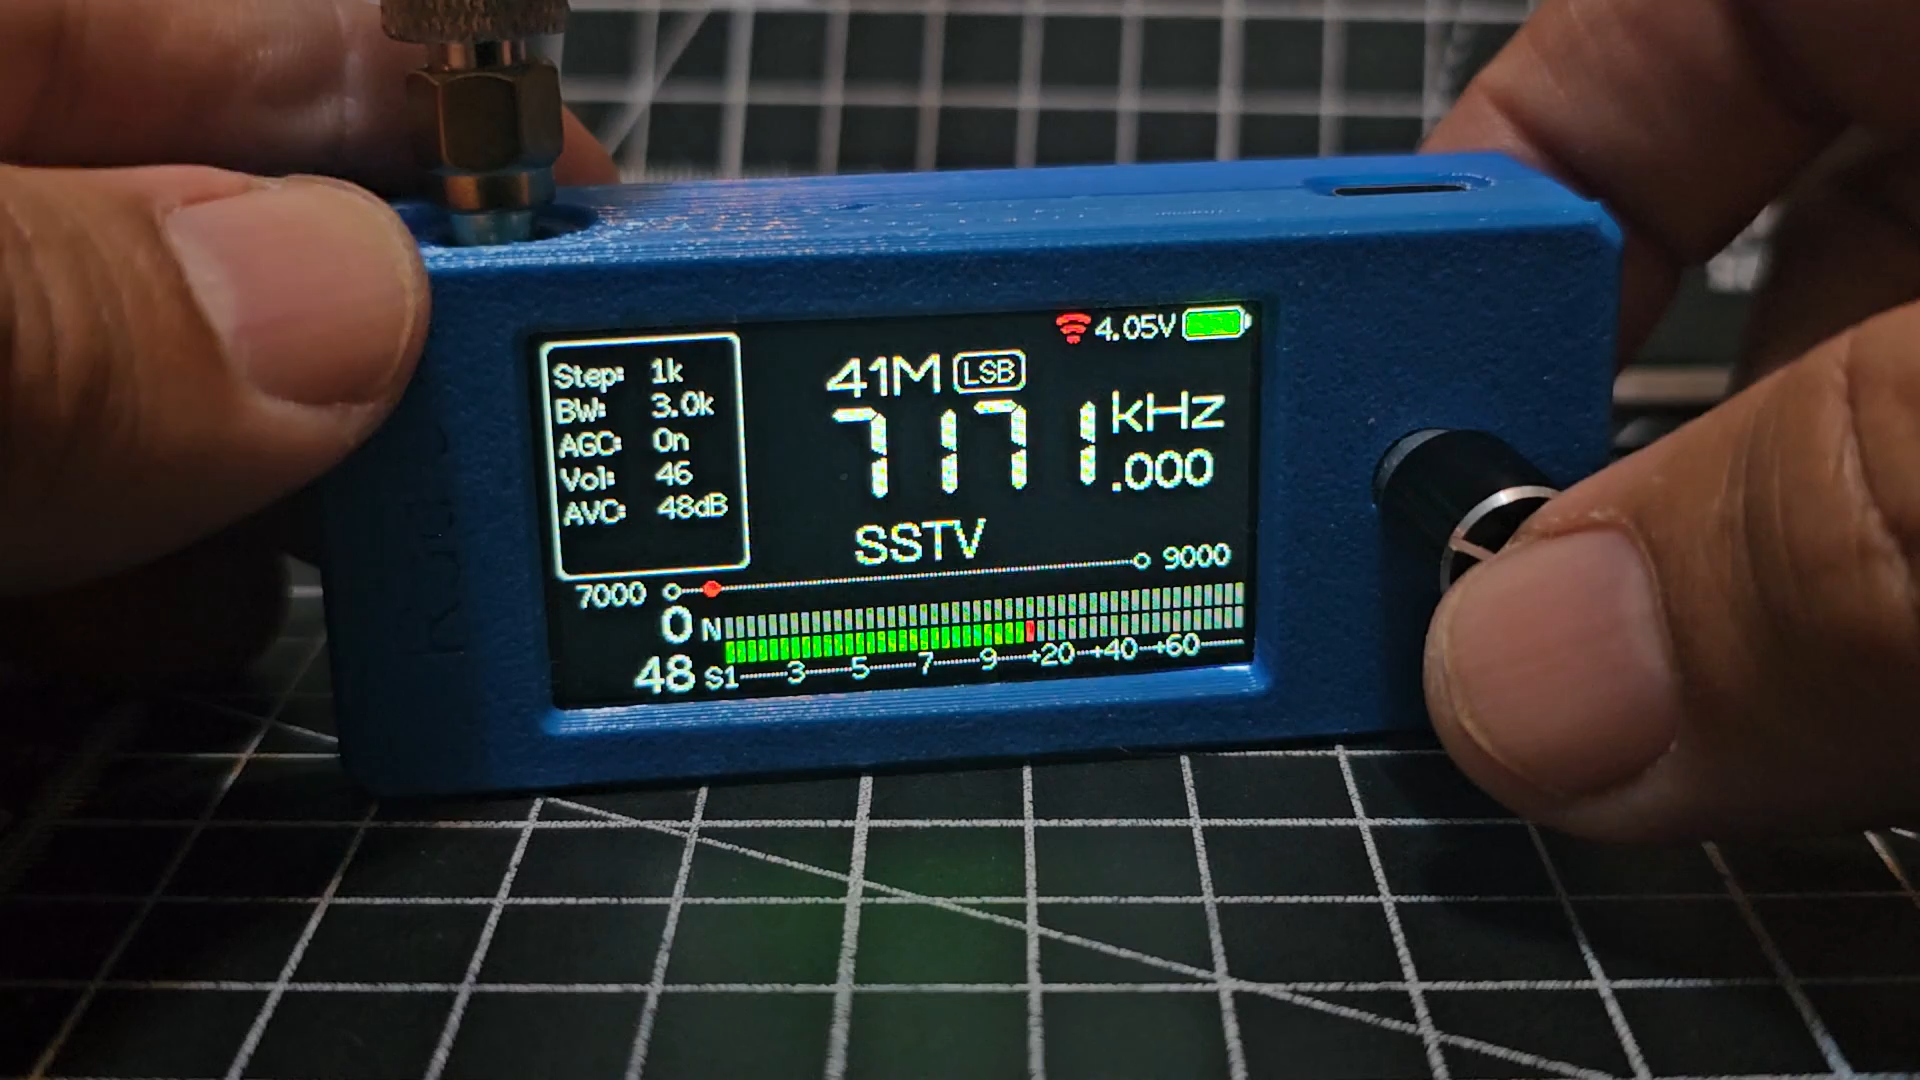 4.05V
Step: 1k
BW: 3.0k
AGC: On
Vol: 46
AVC: 48dB
41M LSB
7171 kHz
.000
SSTV
7000 9000
0 N
48 S1 3 5 7 9 +20 +40 +60